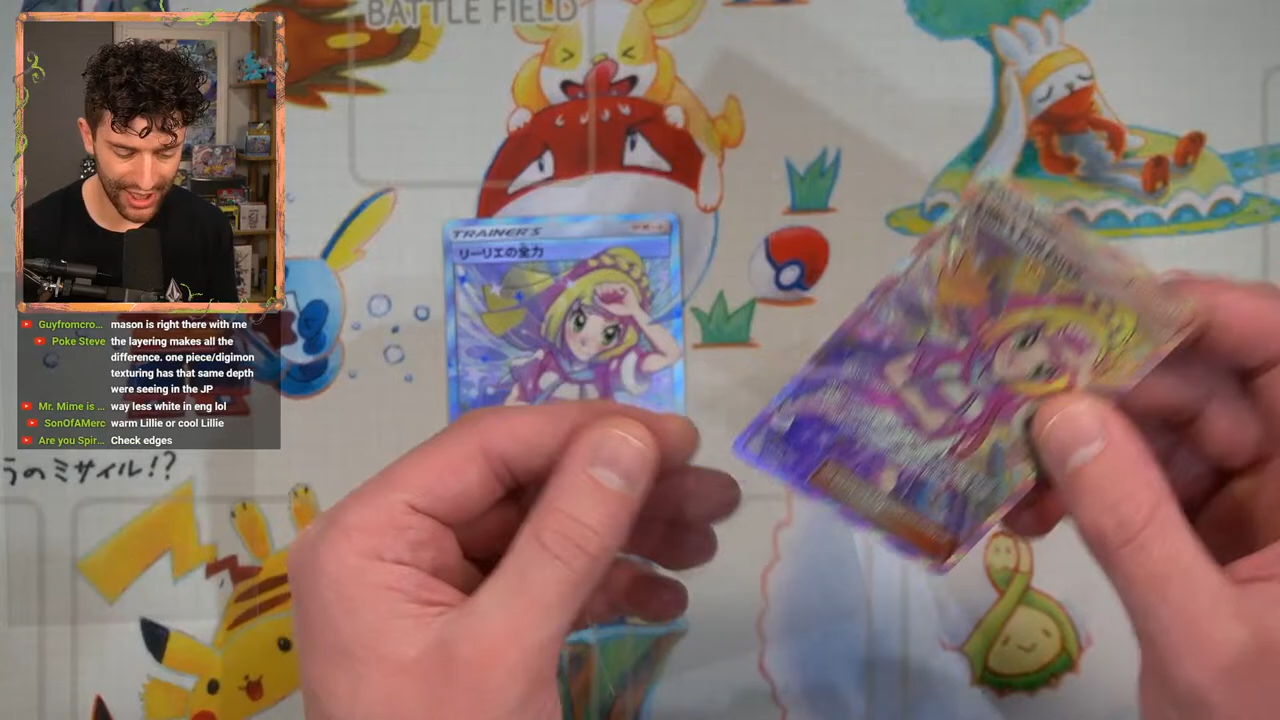 BATTLE FIELD
TRAINER'S
リーリエの全力
Guyfromcro... mason is right there with me
Poke Steve the layering makes all the
difference. one piece/digimon
texturing has that same depth
were seeing in the JP
Mr. Mime is ... way less white in eng lol
SonOfAMerc warm Lillie or cool Lillie
Are you Spir... Check edges
うのミサイル!?